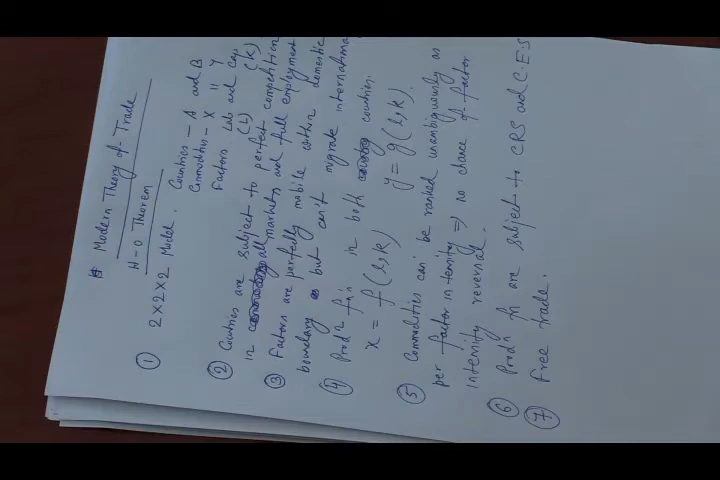 Modern Theory of Trade
H-O Theorem
① 2×2×2 Model.
Countries – A and B
Commodities – X " Y
Factors Lab and Cap.
(L) (K)
② Countries are subject to perfect competition
in all markets and full employment
③ Factors are perfectly mobile within domestic
boundary but can't migrate international
④ Prodⁿ fⁿ in both countries.
x = f(L,K) y = g(L,K).
⑤ Commodities can be ranked unambiguously as
per factor intensity ⇒ no chance of factor
intensity reversal.
⑥ Prodⁿ fn are subject to CRS and C.E.S
⑦ Free trade.